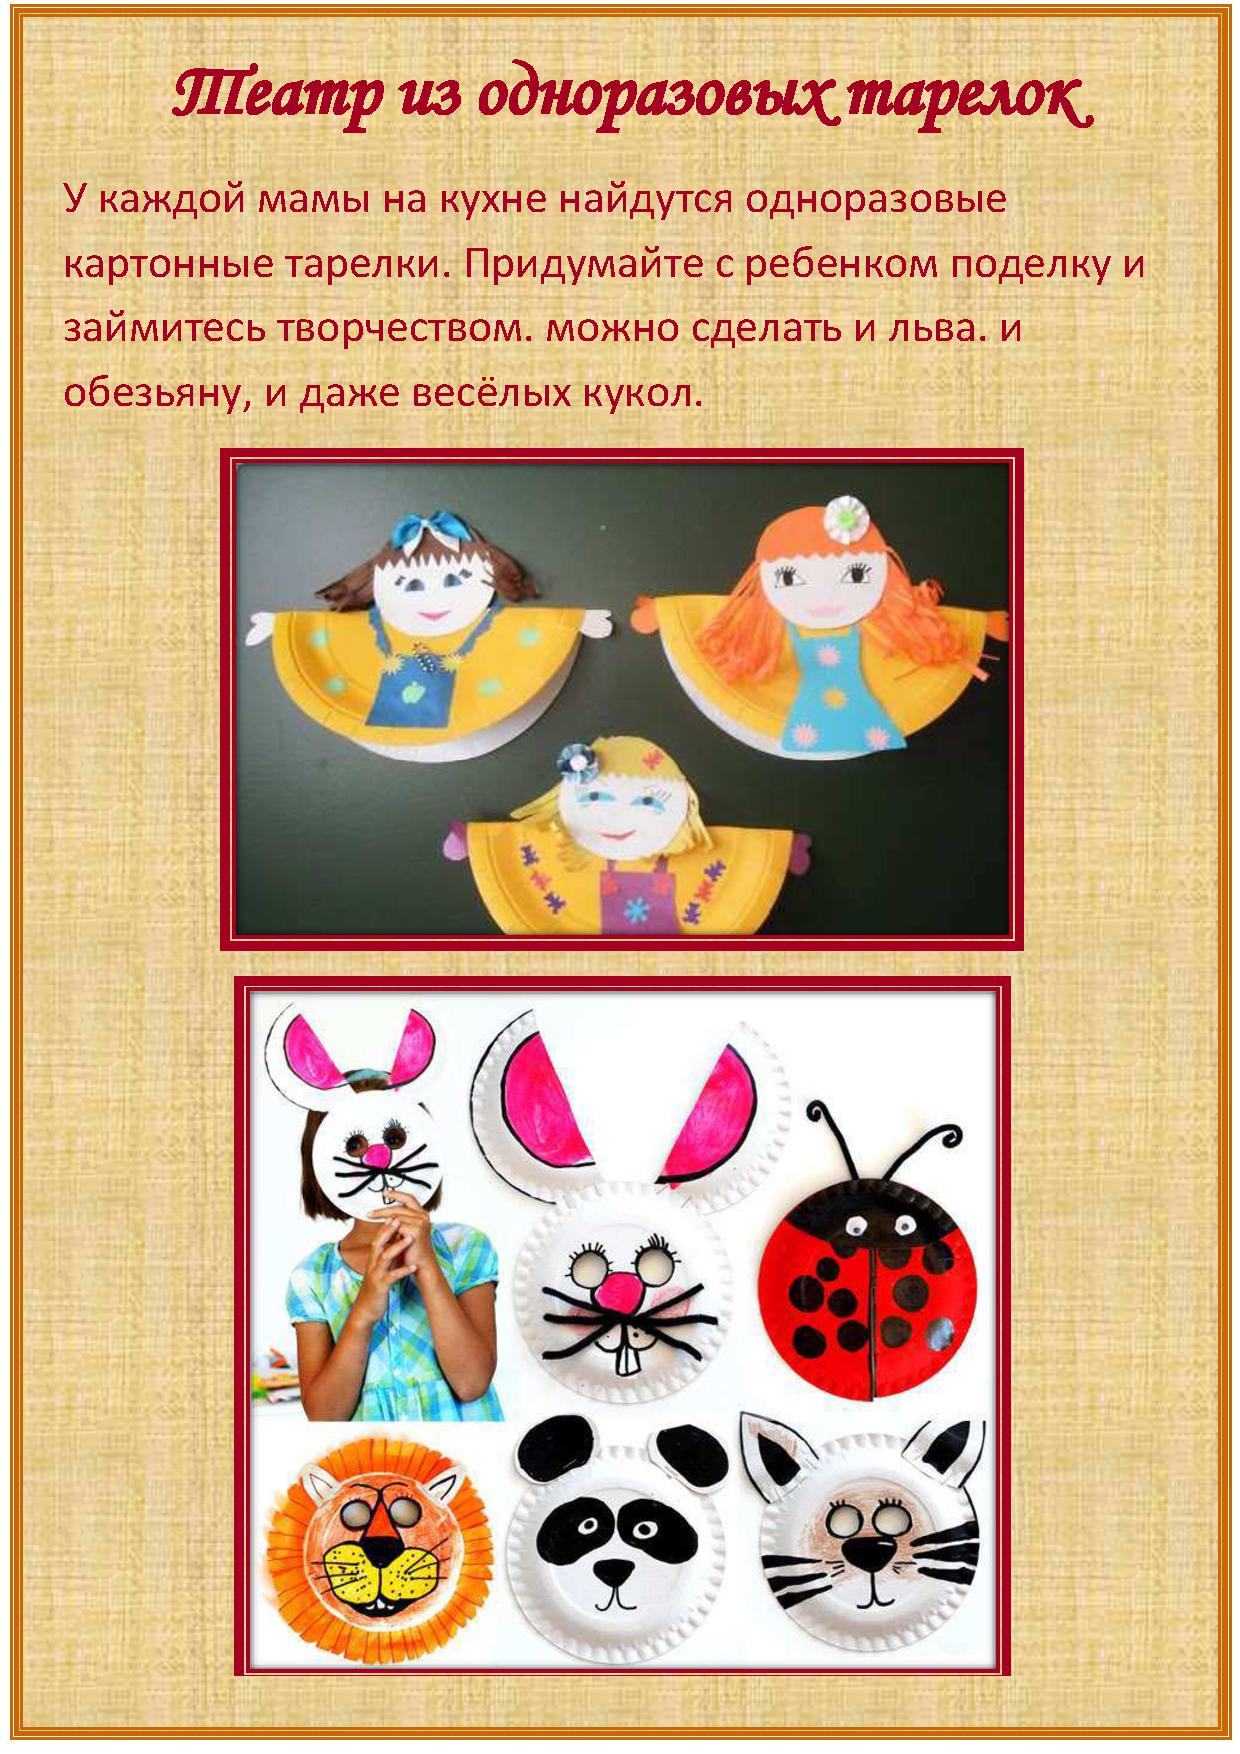 Театр из одноразовых тарелок
У каждой мамы на кухне найдутся одноразовые
картонные тарелки. Придумайте с ребенком поделку и
займитесь творчеством. можно сделать и льва. и
обезьяну, и даже весёлых кукол.